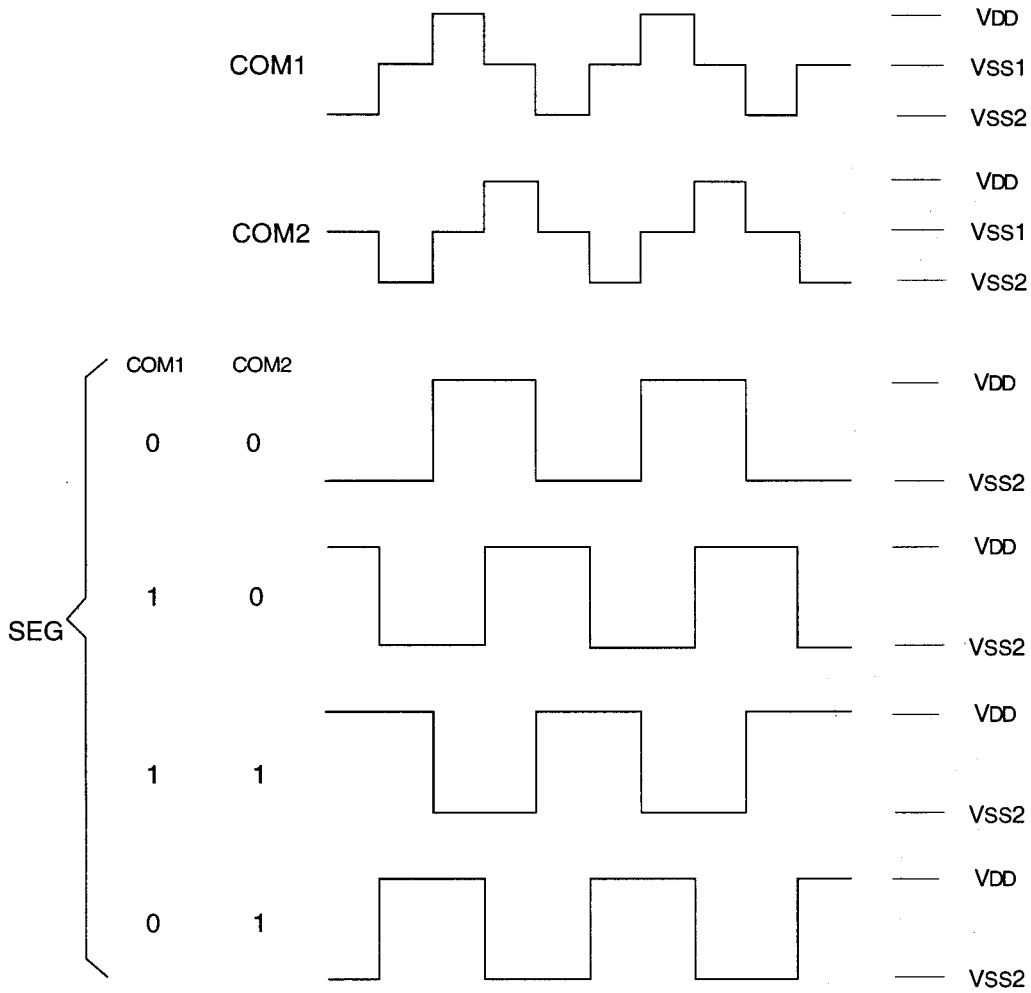 VDD
COM1 VSS1
VSS2
VDD
COM2 VSS1
VSS2
COM1 COM2 VDD
0 0
VSS2
VDD
1 0
SEG VSS2
VDD
1 1
VSS2
VDD
0 1
VSS2